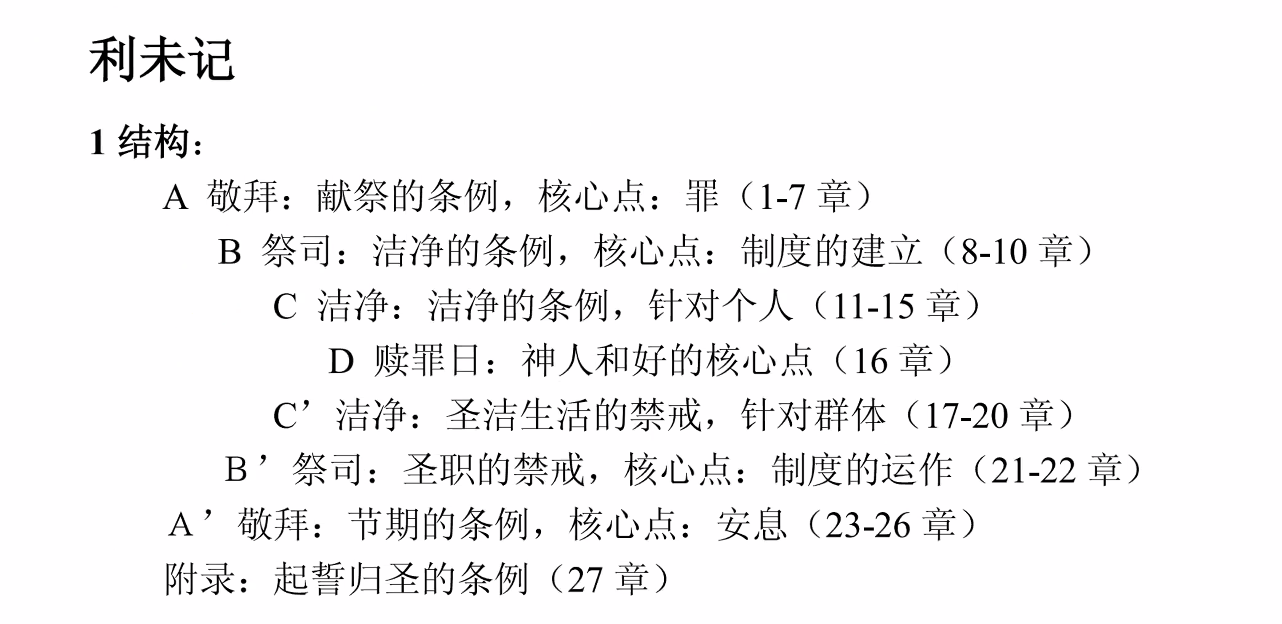 利未记
1 结构：
A 敬拜：献祭的条例，核心点：罪（1-7 章）
B 祭司：洁净的条例，核心点：制度的建立（8-10 章）
C 洁净：洁净的条例，针对个人（11-15 章）
D 赎罪日：神人和好的核心点（16 章）
C’ 洁净：圣洁生活的禁戒，针对群体（17-20 章）
B’ 祭司：圣职的禁戒，核心点：制度的运作（21-22 章）
A’ 敬拜：节期的条例，核心点：安息（23-26 章）
附录：起誓归圣的条例（27 章）